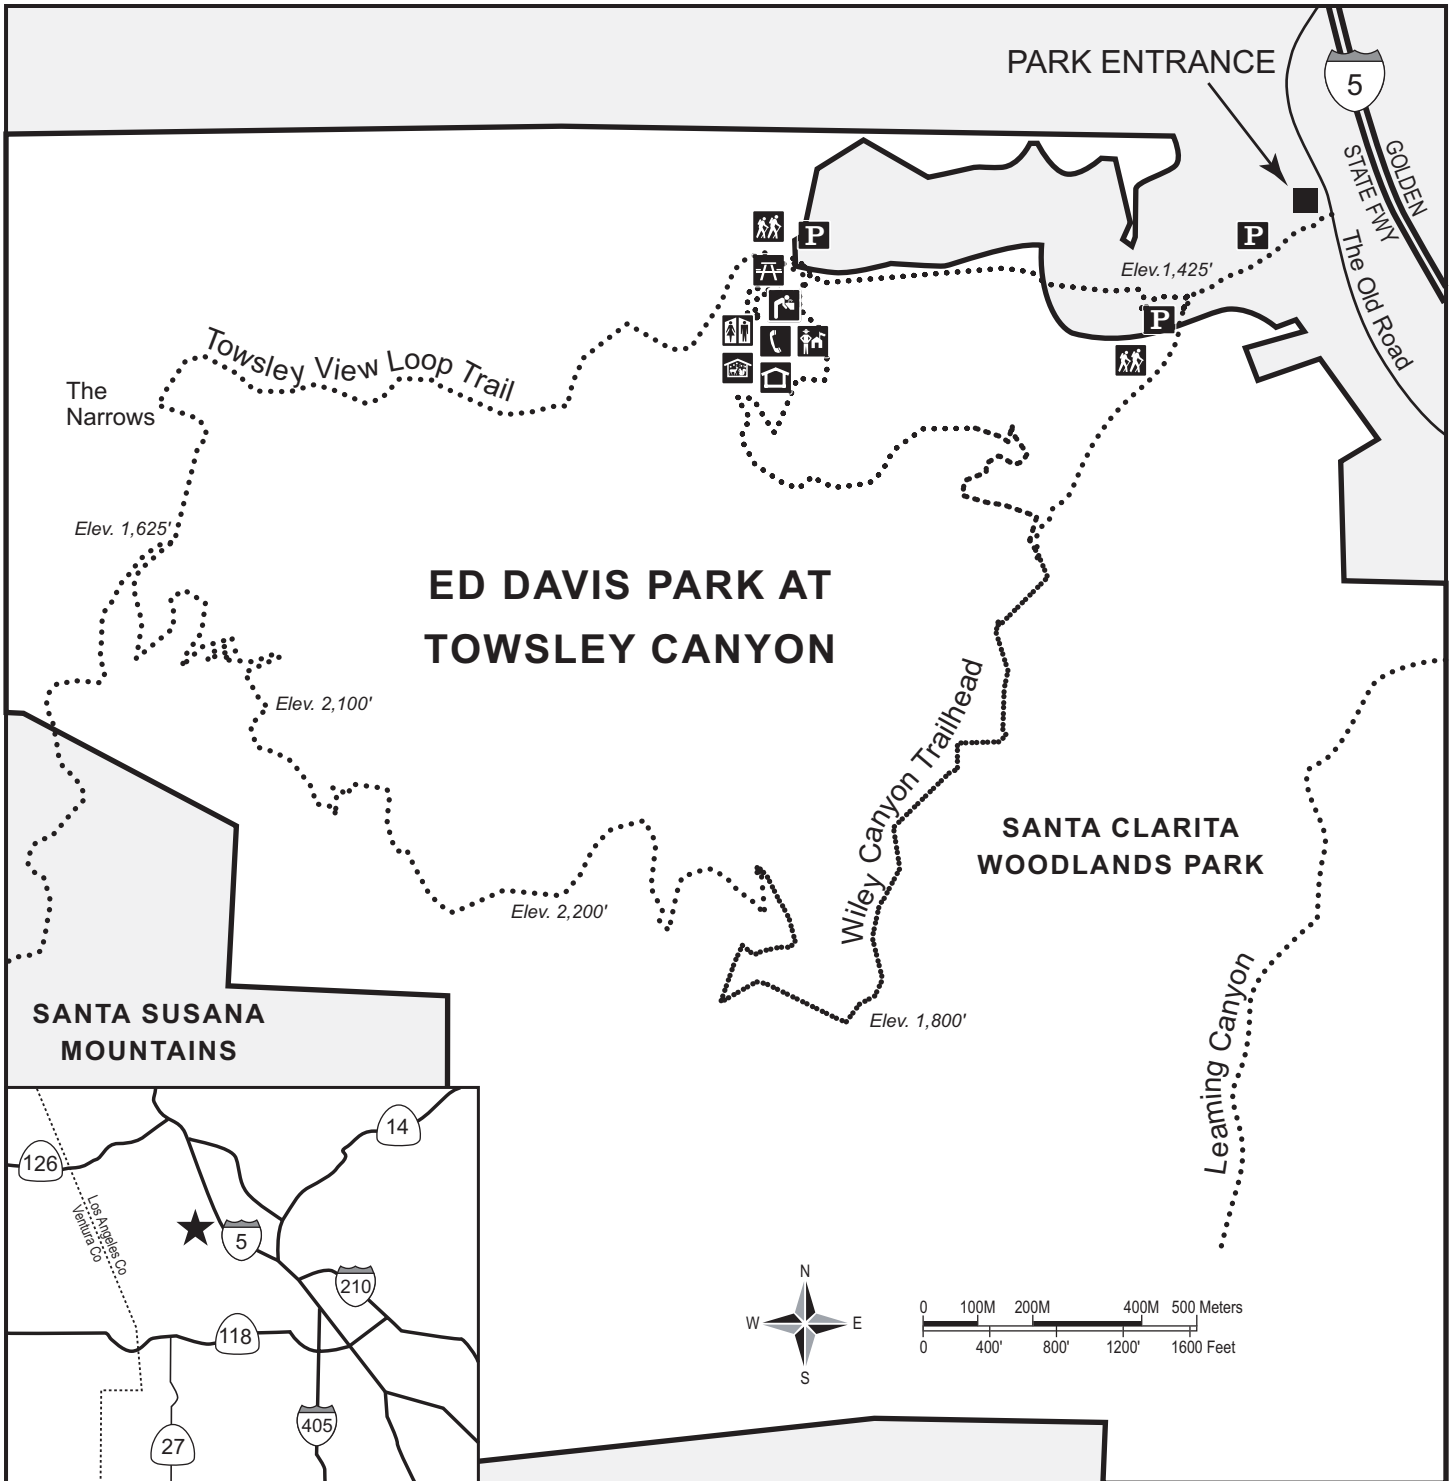 PARK ENTRANCE
5
GOLDEN
STATE FWY
The Old Road
P
P
Elev.1,425'
P
Towsley View Loop Trail
The
Narrows
Elev. 1,625'
ED DAVIS PARK AT
TOWSLEY CANYON
Elev. 2,100'
Wiley Canyon Trailhead
SANTA CLARITA
WOODLANDS PARK
Elev. 2,200'
Elev. 1,800'
Leaming Canyon
SANTA SUSANA
MOUNTAINS
14
126
Los Angeles Co
Ventura Co
5
210
118
405
27
N
W E
S
0 100M 200M 400M 500 Meters
0 400' 800' 1200' 1600 Feet